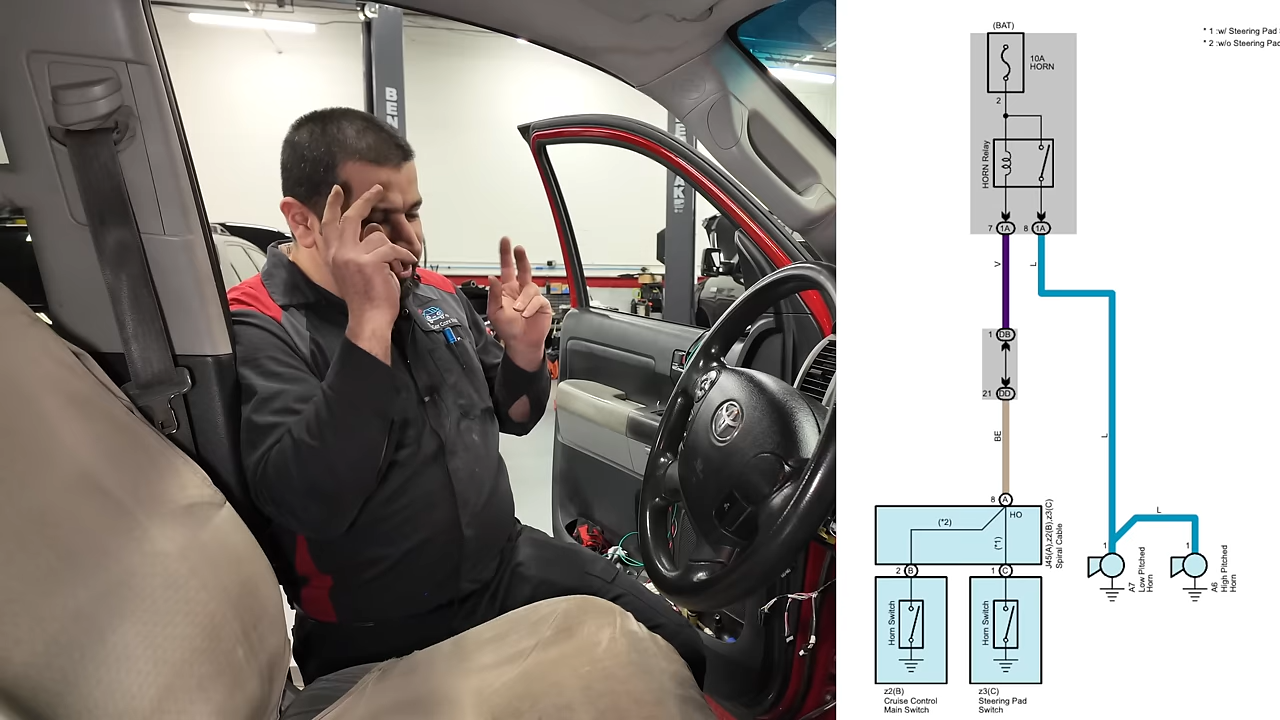 BEN
(BAT)
* 1 :w/ Steering Pad
* 2 :w/o Steering Pad
10A
HORN
2
HORN Relay
7
1A
8
1A
V
L
1
DB
21
DD
BE
L
8
A
HO
(*2)
(*1)
J45(A),z2(B),z3(C)
Spiral Cable
L
1
1
A7
Low Pitched
Horn
A6
High Pitched
Horn
2
B
1
C
Horn Switch
Horn Switch
z2(B)
Cruise Control
Main Switch
z3(C)
Steering Pad
Switch